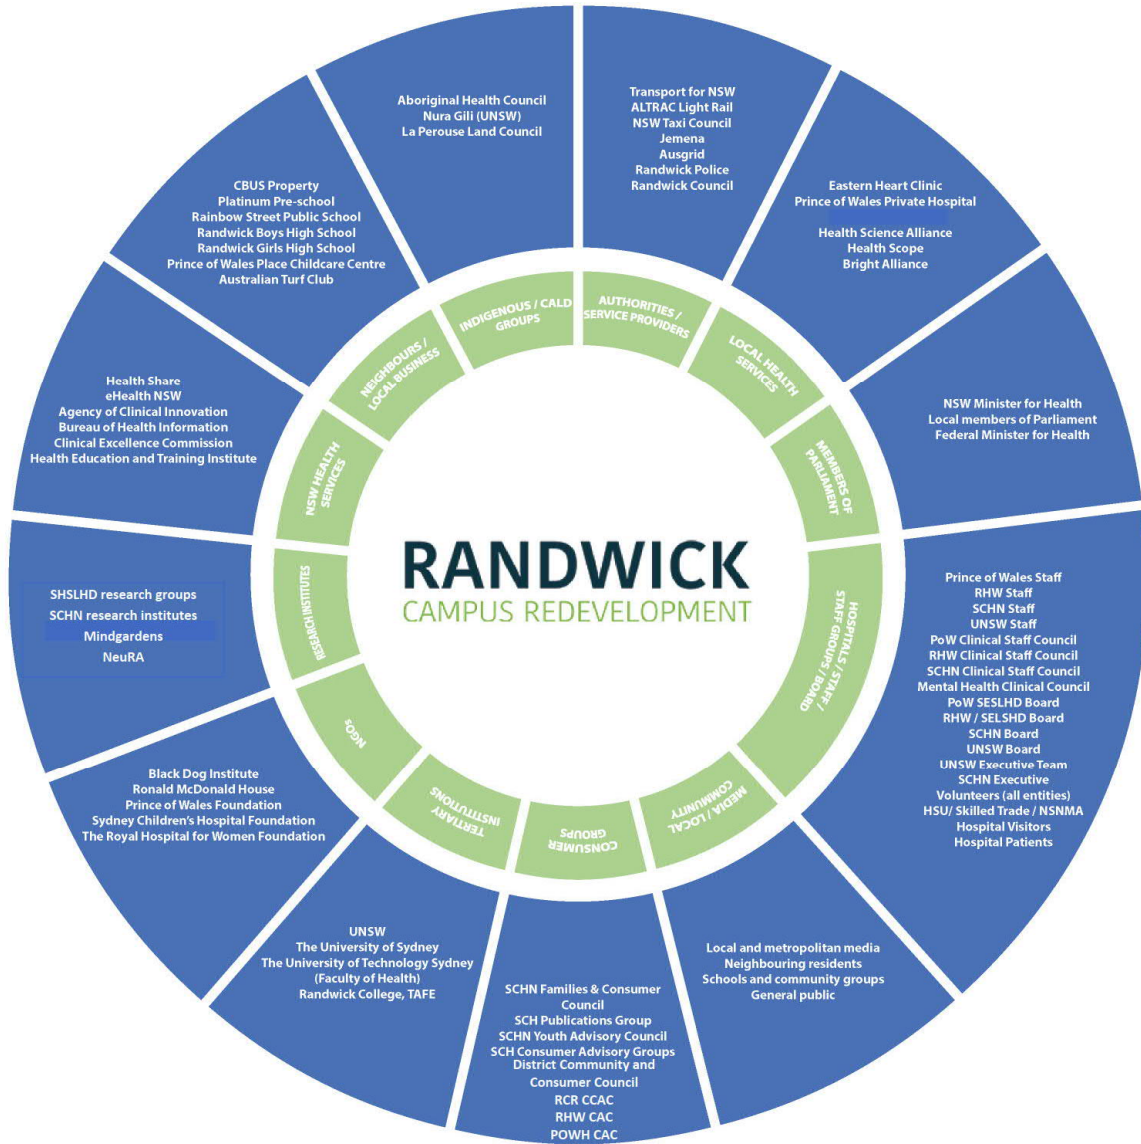 RANDWICK
CAMPUS REDEVELOPMENT
INDIGENOUS / CALD
GROUPS
Aboriginal Health Council
Nura Gili (UNSW)
La Perouse Land Council
AUTHORITIES /
SERVICE PROVIDERS
Transport for NSW
ALTRAC Light Rail
NSW Taxi Council
Jemena
Ausgrid
Randwick Police
Randwick Council
LOCAL HEALTH
SERVICES
Eastern Heart Clinic
Prince of Wales Private Hospital
Health Science Alliance
Health Scope
Bright Alliance
MEMBERS OF
PARLIAMENT
NSW Minister for Health
Local members of Parliament
Federal Minister for Health
HOSPITALS / STAFF /
STAFF GROUPS / BOARD
Prince of Wales Staff
RHW Staff
SCHN Staff
UNSW Staff
PoW Clinical Staff Council
RHW Clinical Staff Council
SCHN Clinical Staff Council
Mental Health Clinical Council
PoW SESLHD Board
RHW / SELSHD Board
SCHN Board
UNSW Board
UNSW Executive Team
SCHN Executive
Volunteers (all entities)
HSU/ Skilled Trade / NSNMA
Hospital Visitors
Hospital Patients
MEDIA / LOCAL
COMMUNITY
Local and metropolitan media
Neighbouring residents
Schools and community groups
General public
CONSUMER
GROUPS
SCHN Families & Consumer
Council
SCH Publications Group
SCHN Youth Advisory Council
SCH Consumer Advisory Groups
District Community and
Consumer Council
RCR CCAC
RHW CAC
POWH CAC
TERTIARY
INSTITUTIONS
UNSW
The University of Sydney
The University of Technology Sydney
(Faculty of Health)
Randwick College, TAFE
NGOs
Black Dog Institute
Ronald McDonald House
Prince of Wales Foundation
Sydney Children's Hospital Foundation
The Royal Hospital for Women Foundation
RESEARCH INSTITUTES
SHSLHD research groups
SCHN research institutes
Mindgardens
NeuRA
NSW HEALTH
SERVICES
Health Share
eHealth NSW
Agency of Clinical Innovation
Bureau of Health Information
Clinical Excellence Commission
Health Education and Training Institute
NEIGHBOURS /
LOCAL BUSINESS
CBUS Property
Platinum Pre-school
Rainbow Street Public School
Randwick Boys High School
Randwick Girls High School
Prince of Wales Place Childcare Centre
Australian Turf Club